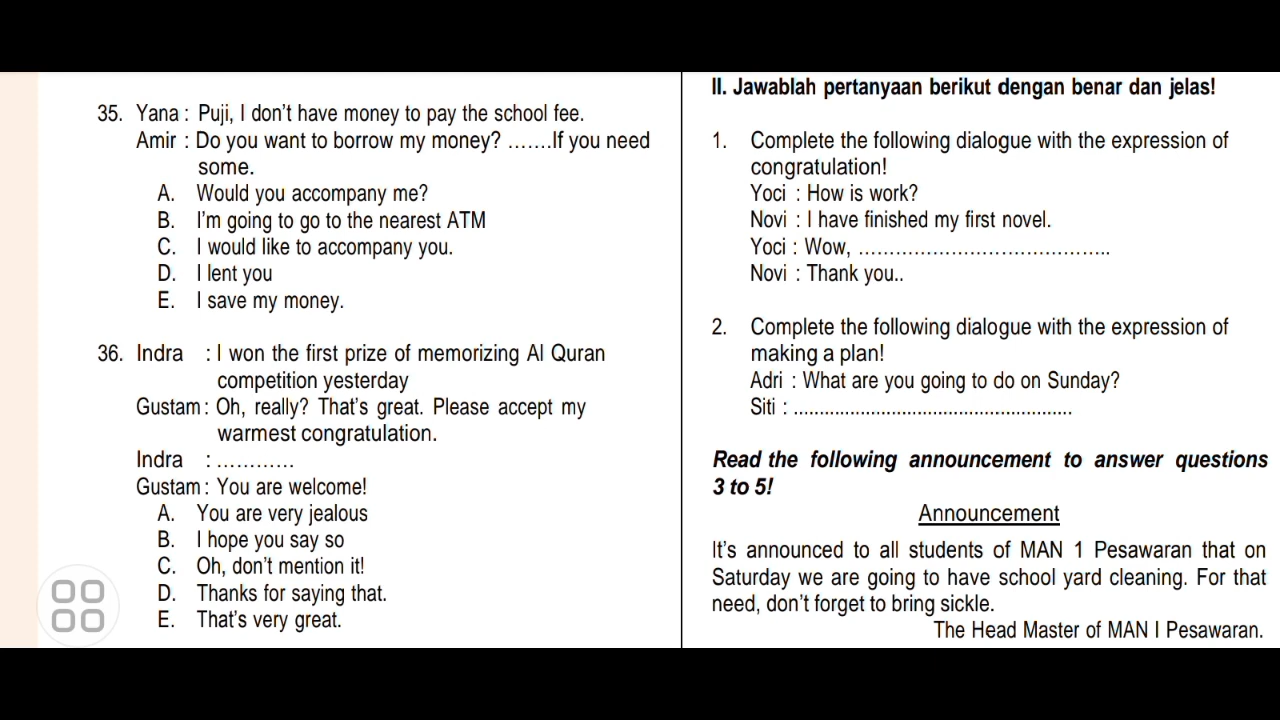 35. Yana : Puji, I don't have money to pay the school fee.
Amir : Do you want to borrow my money? …….If you need
some.
A. Would you accompany me?
B. I'm going to go to the nearest ATM
C. I would like to accompany you.
D. I lent you
E. I save my money.
36. Indra : I won the first prize of memorizing Al Quran
competition yesterday
Gustam : Oh, really? That's great. Please accept my
warmest congratulation.
Indra : …………
Gustam : You are welcome!
A. You are very jealous
B. I hope you say so
C. Oh, don't mention it!
D. Thanks for saying that.
E. That's very great.
II. Jawablah pertanyaan berikut dengan benar dan jelas!
1. Complete the following dialogue with the expression of
congratulation!
Yoci : How is work?
Novi : I have finished my first novel.
Yoci : Wow, …………………………………..
Novi : Thank you..
2. Complete the following dialogue with the expression of
making a plan!
Adri : What are you going to do on Sunday?
Siti : ......................................................
Read the following announcement to answer questions
3 to 5!
Announcement
It's announced to all students of MAN 1 Pesawaran that on
Saturday we are going to have school yard cleaning. For that
need, don't forget to bring sickle.
The Head Master of MAN I Pesawaran.